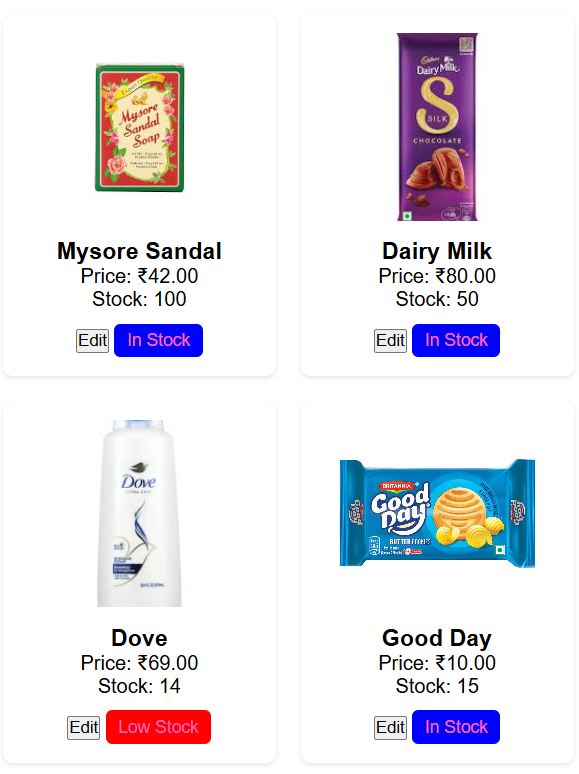 Export Quality
Mysore
Sandal
Soap
Cadbury
Dairy Milk
S
SILK
CHOCOLATE
Mysore Sandal
Price: ₹42.00
Stock: 100
Edit
In Stock
Dairy Milk
Price: ₹80.00
Stock: 50
Edit
In Stock
Dove
BRITANNIA
Good
Day
BUTTER COOKIES
Dove
Price: ₹69.00
Stock: 14
Edit
Low Stock
Good Day
Price: ₹10.00
Stock: 15
Edit
In Stock